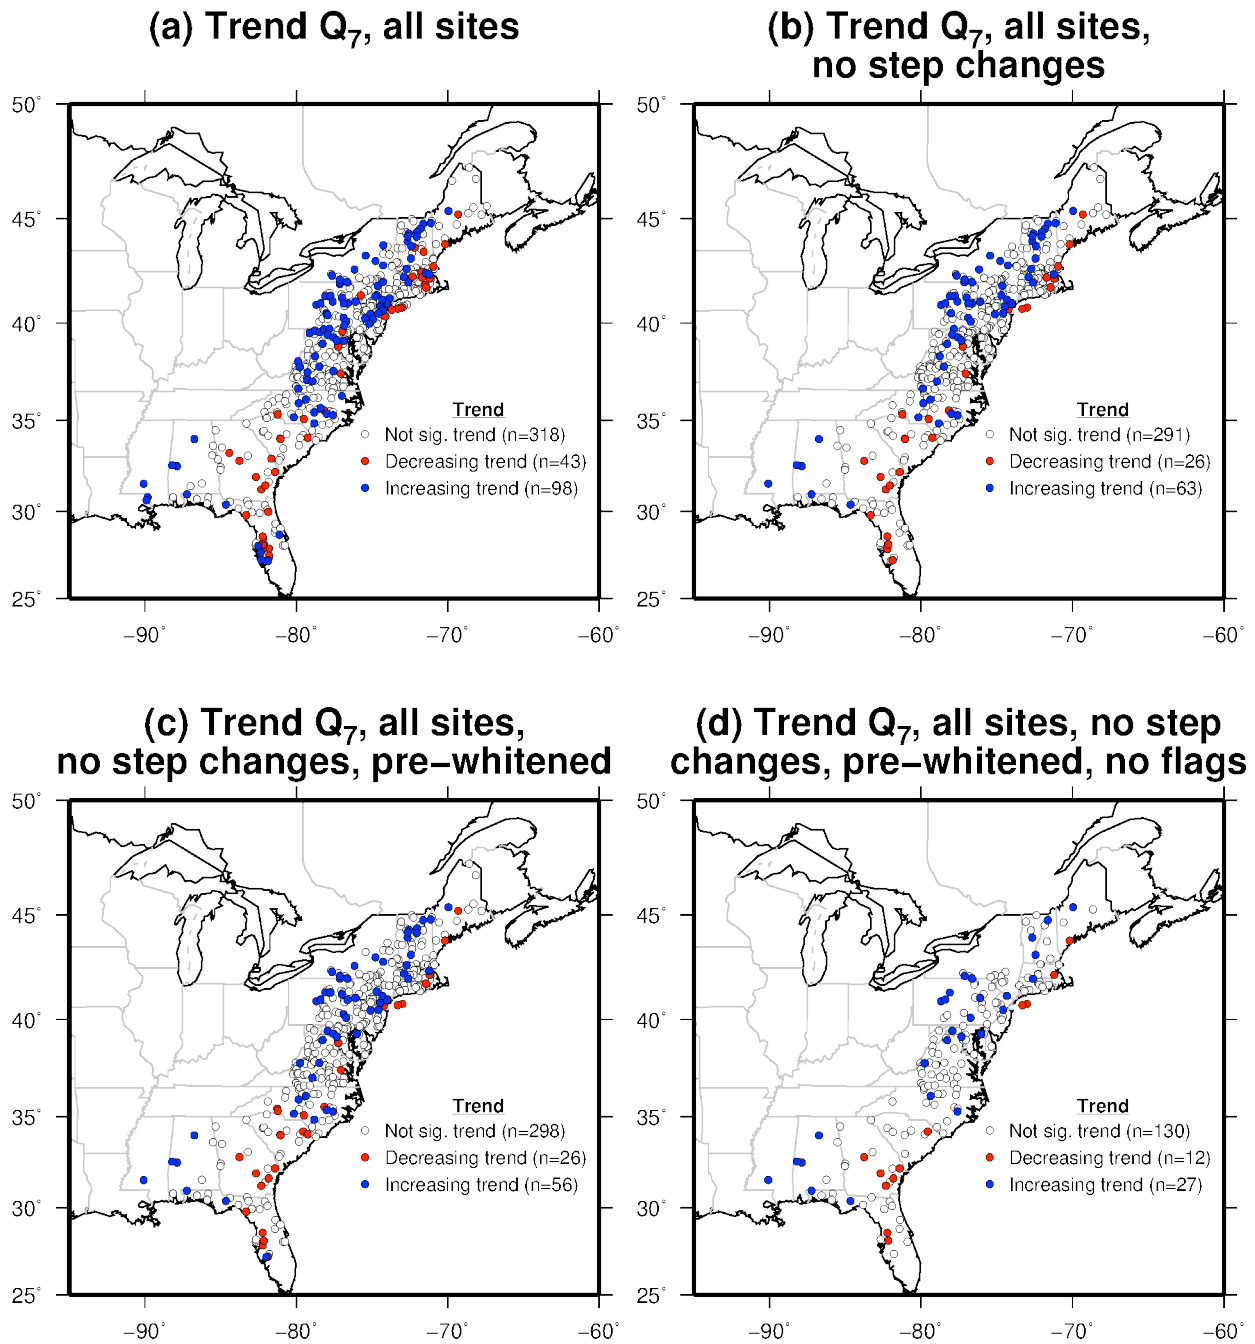 (a) Trend Q7, all sites
50°
45°
40°
35°
30°
25°
−90°
−80°
−70°
−60°
Trend
Not sig. trend (n=318)
Decreasing trend (n=43)
Increasing trend (n=98)
(b) Trend Q7, all sites,
no step changes
50°
45°
40°
35°
30°
25°
−90°
−80°
−70°
−60°
Trend
Not sig. trend (n=291)
Decreasing trend (n=26)
Increasing trend (n=63)
(c) Trend Q7, all sites,
no step changes, pre−whitened
50°
45°
40°
35°
30°
25°
−90°
−80°
−70°
−60°
Trend
Not sig. trend (n=298)
Decreasing trend (n=26)
Increasing trend (n=56)
(d) Trend Q7, all sites, no step
changes, pre−whitened, no flags
50°
45°
40°
35°
30°
25°
−90°
−80°
−70°
−60°
Trend
Not sig. trend (n=130)
Decreasing trend (n=12)
Increasing trend (n=27)